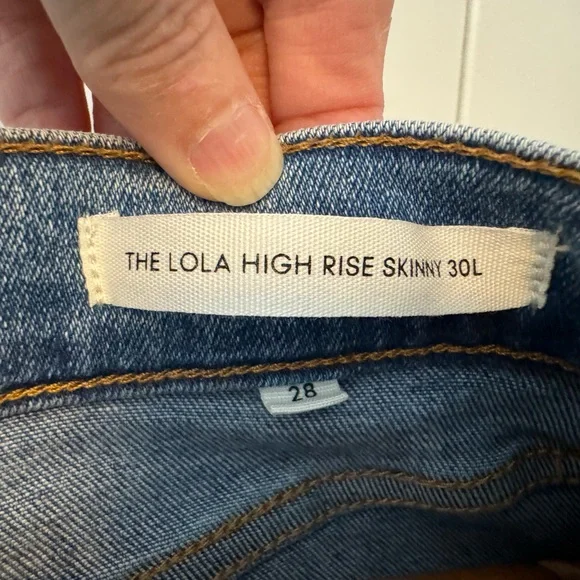 THE LOLA HIGH RISE SKINNY 30L
28